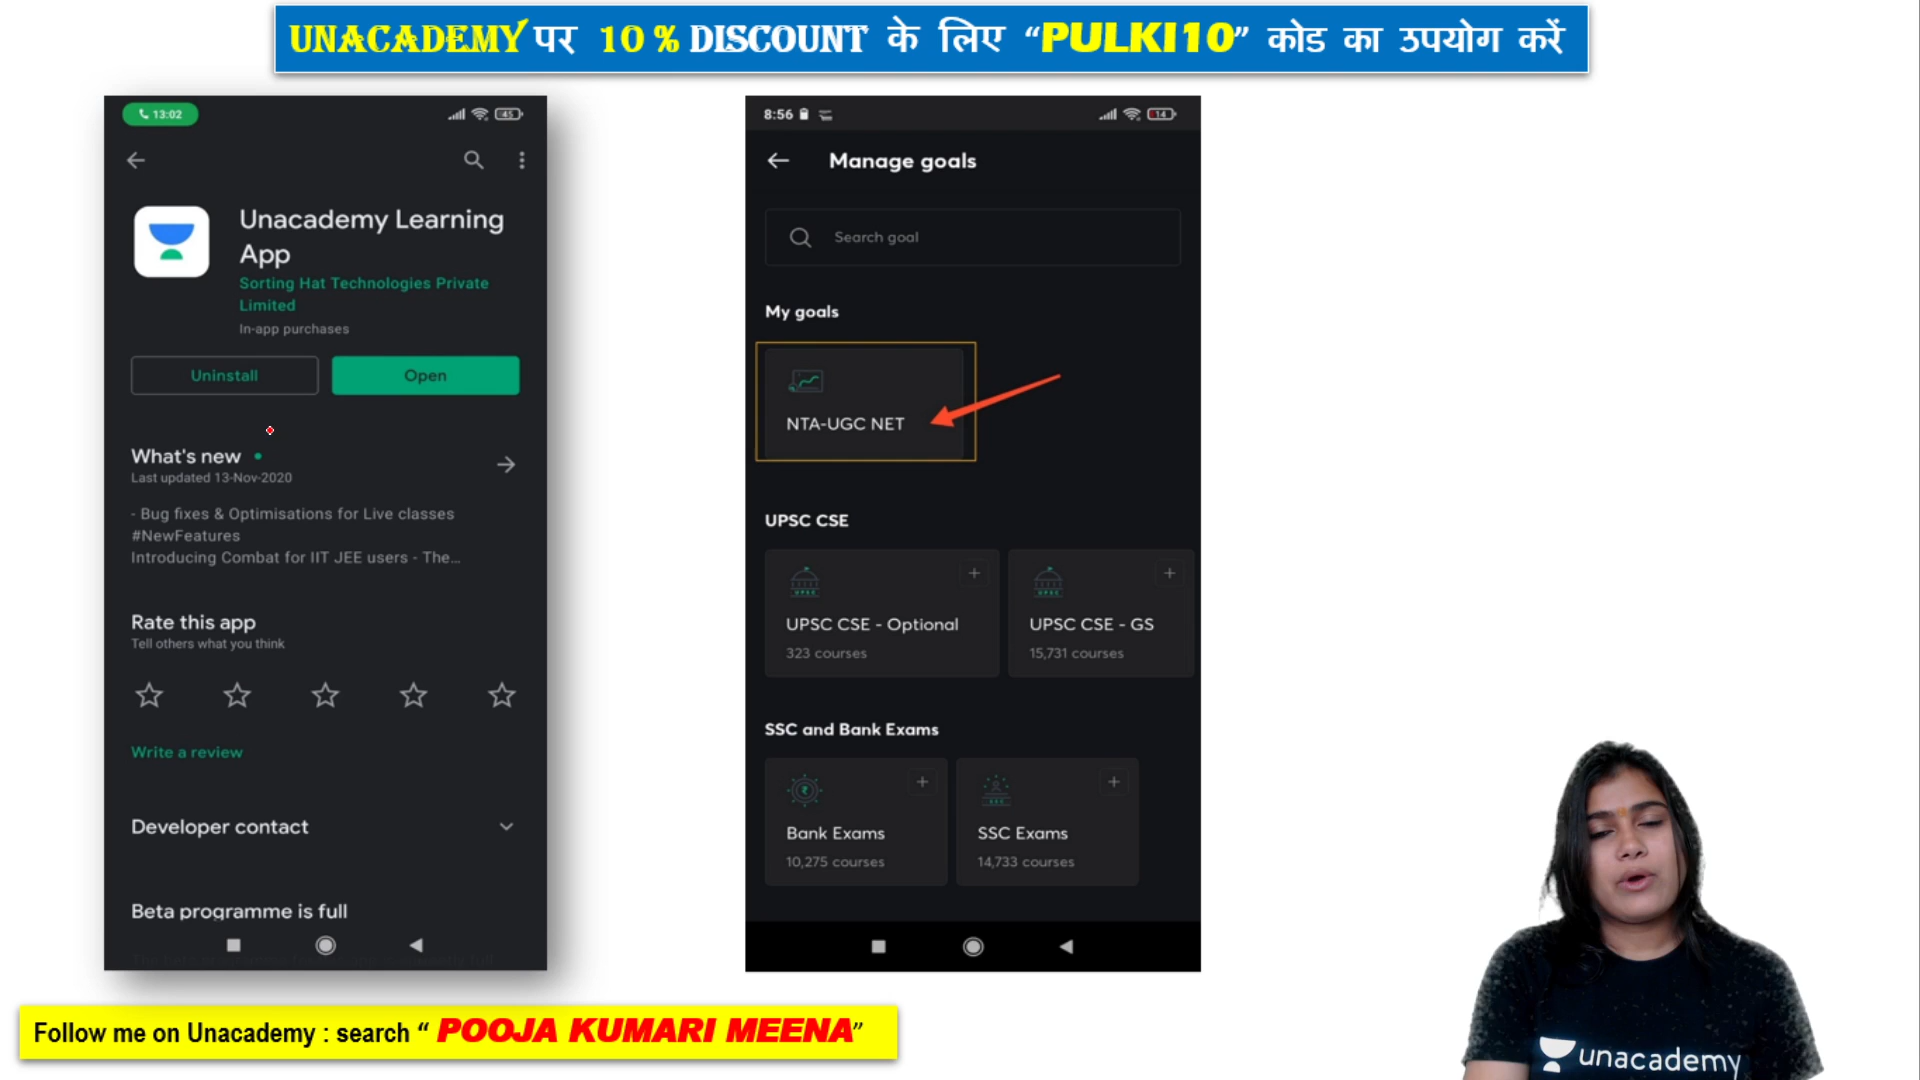 UNACADEMY पर 10 % DISCOUNT के लिए “PULKI10” कोड का उपयोग करें
13:02
45
Unacademy Learning
App
Sorting Hat Technologies Private
Limited
In-app purchases
Uninstall
Open
What's new
Last updated 13-Nov-2020
- Bug fixes & Optimisations for Live classes
#NewFeatures
Introducing Combat for IIT JEE users - The...
Rate this app
Tell others what you think
Write a review
Developer contact
Beta programme is full
8:56
14
Manage goals
Search goal
My goals
NTA-UGC NET
UPSC CSE
UPSC CSE - Optional
323 courses
UPSC CSE - GS
15,731 courses
SSC and Bank Exams
Bank Exams
10,275 courses
SSC Exams
14,733 courses
Follow me on Unacademy : search “ POOJA KUMARI MEENA”
unacademy